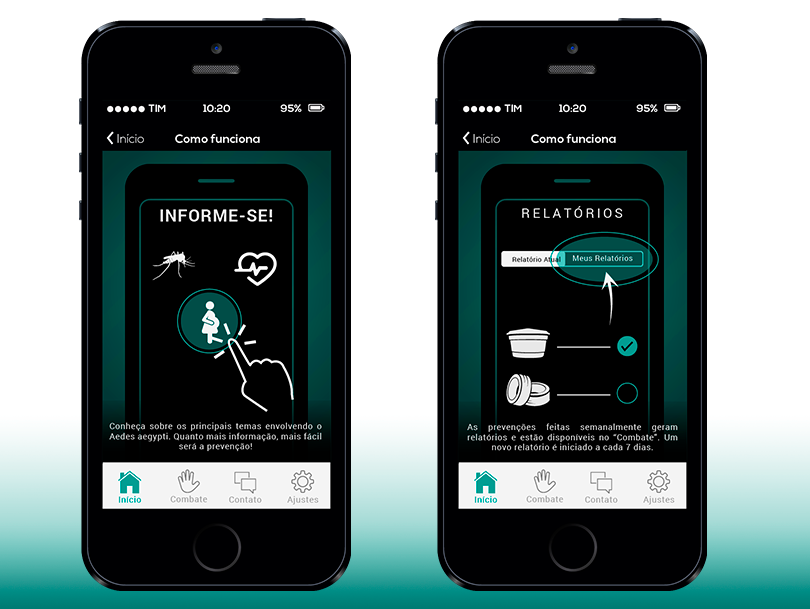 TIM 10:20 95%
Início Como funciona
INFORME-SE!
Conheça sobre os principais temas envolvendo o
Aedes aegypti. Quanto mais informação, mais fácil
será a prevenção!
Início Combate Contato Ajustes
TIM 10:20 95%
Início Como funciona
RELATÓRIOS
Relatório Atual Meus Relatórios
As prevenções feitas semanalmente geram
relatórios e estão disponíveis no “Combate”. Um
novo relatório é iniciado a cada 7 dias.
Início Combate Contato Ajustes